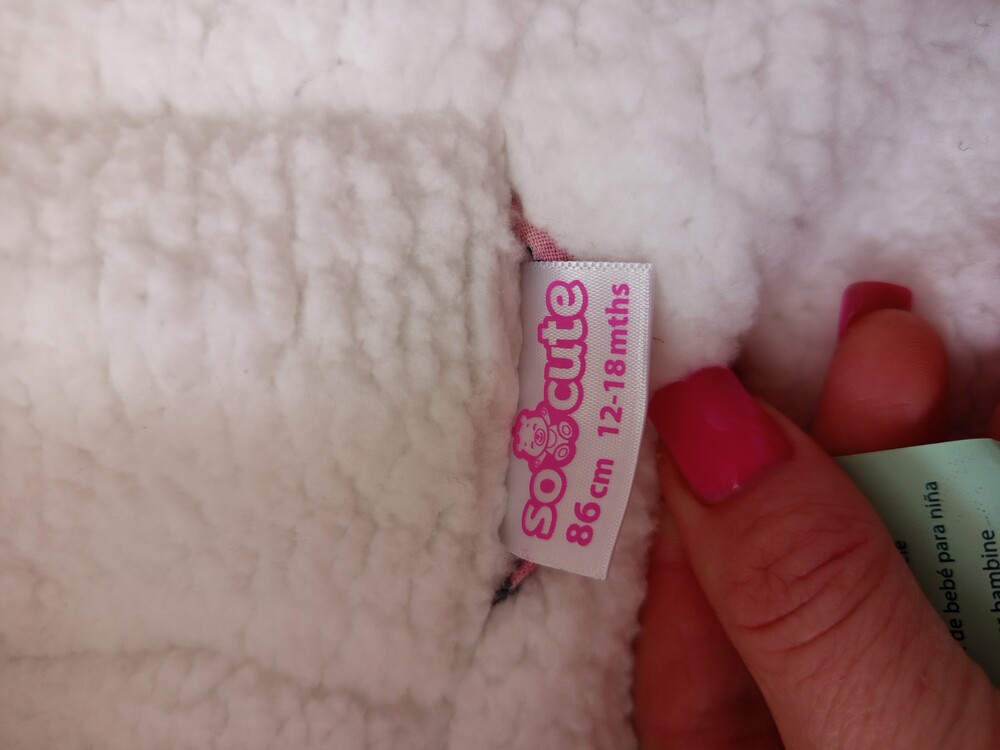 so cute
86cm 12-18mths
de bebé para niña
bambine